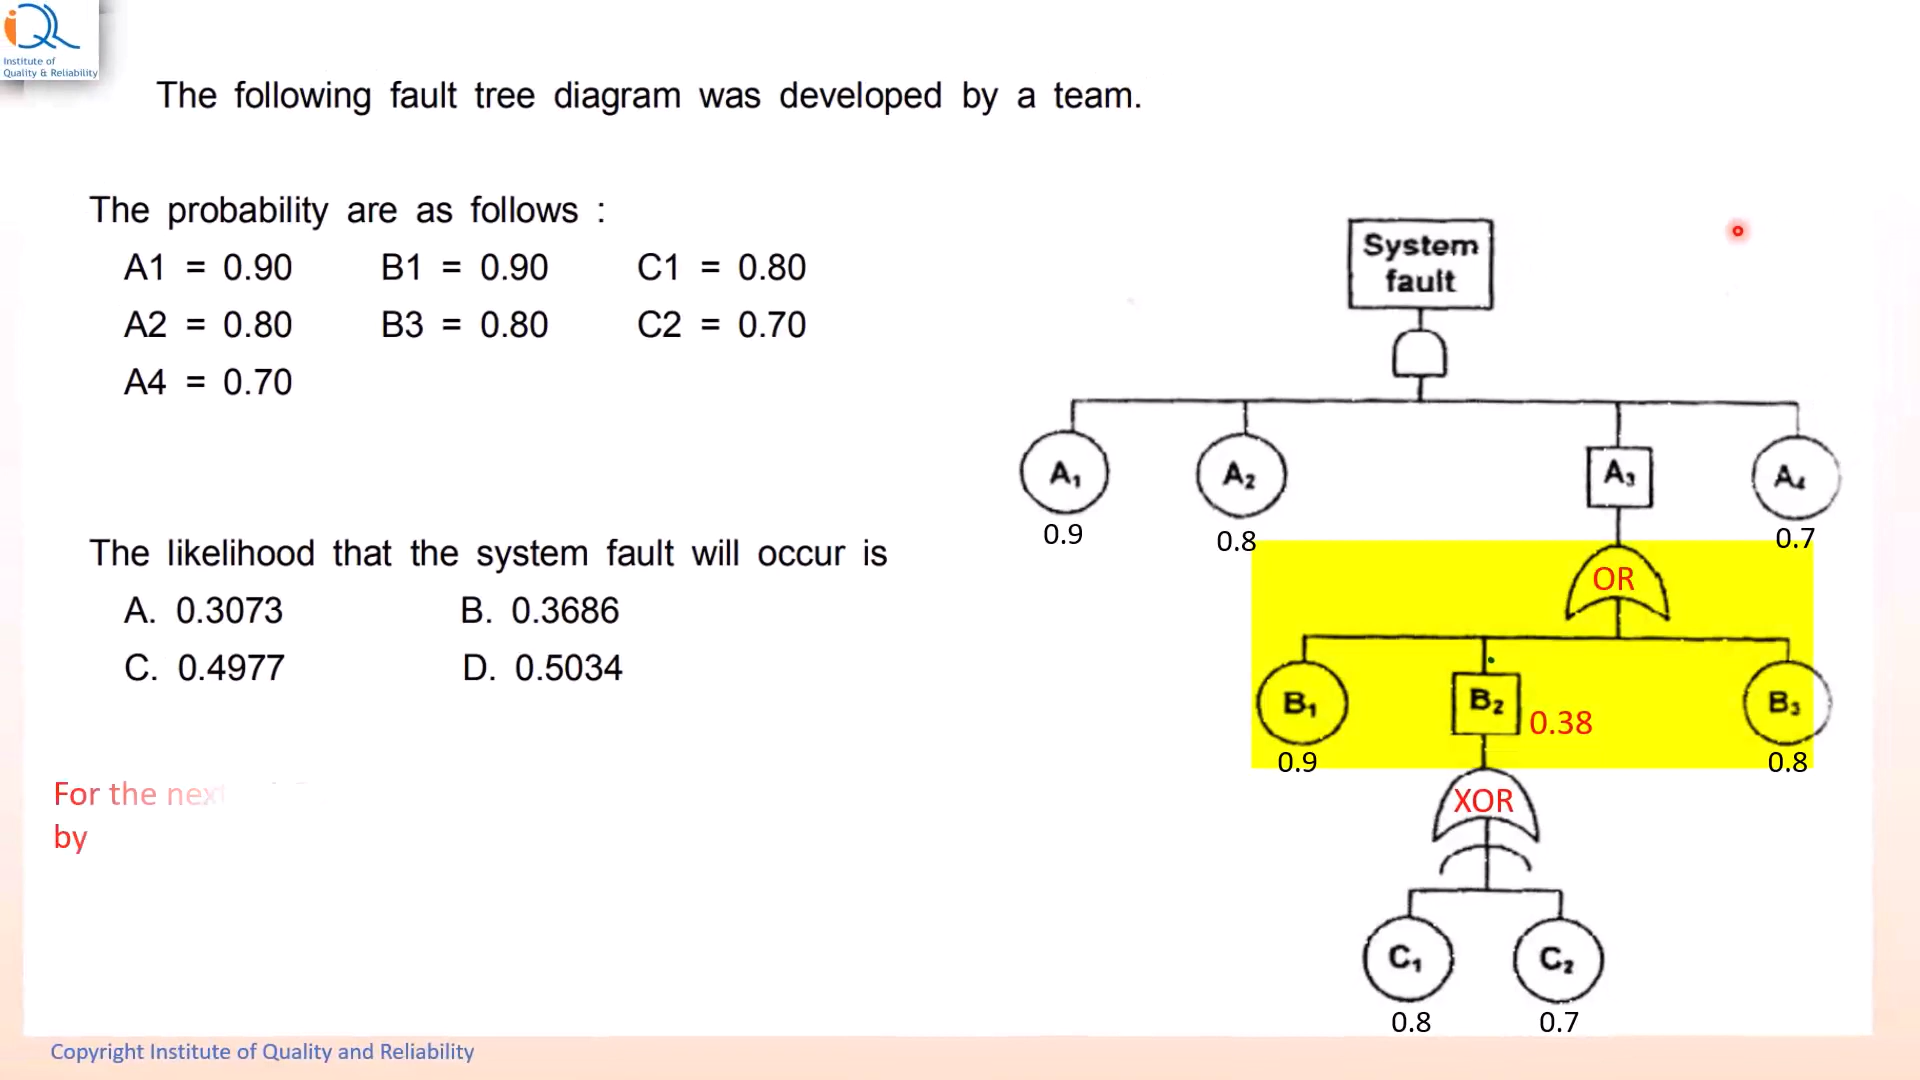 Institute of
Quality & Reliability
The following fault tree diagram was developed by a team.
The probability are as follows :
A1 = 0.90 B1 = 0.90 C1 = 0.80
A2 = 0.80 B3 = 0.80 C2 = 0.70
A4 = 0.70
The likelihood that the system fault will occur is
A. 0.3073 B. 0.3686
C. 0.4977 D. 0.5034
For the next
by
System
fault
A₁ A₂ A₃ A₄
0.9 0.8 0.7
OR
B₁ B₂ 0.38 B₃
0.9 0.8
XOR
C₁ C₂
0.8 0.7
Copyright Institute of Quality and Reliability